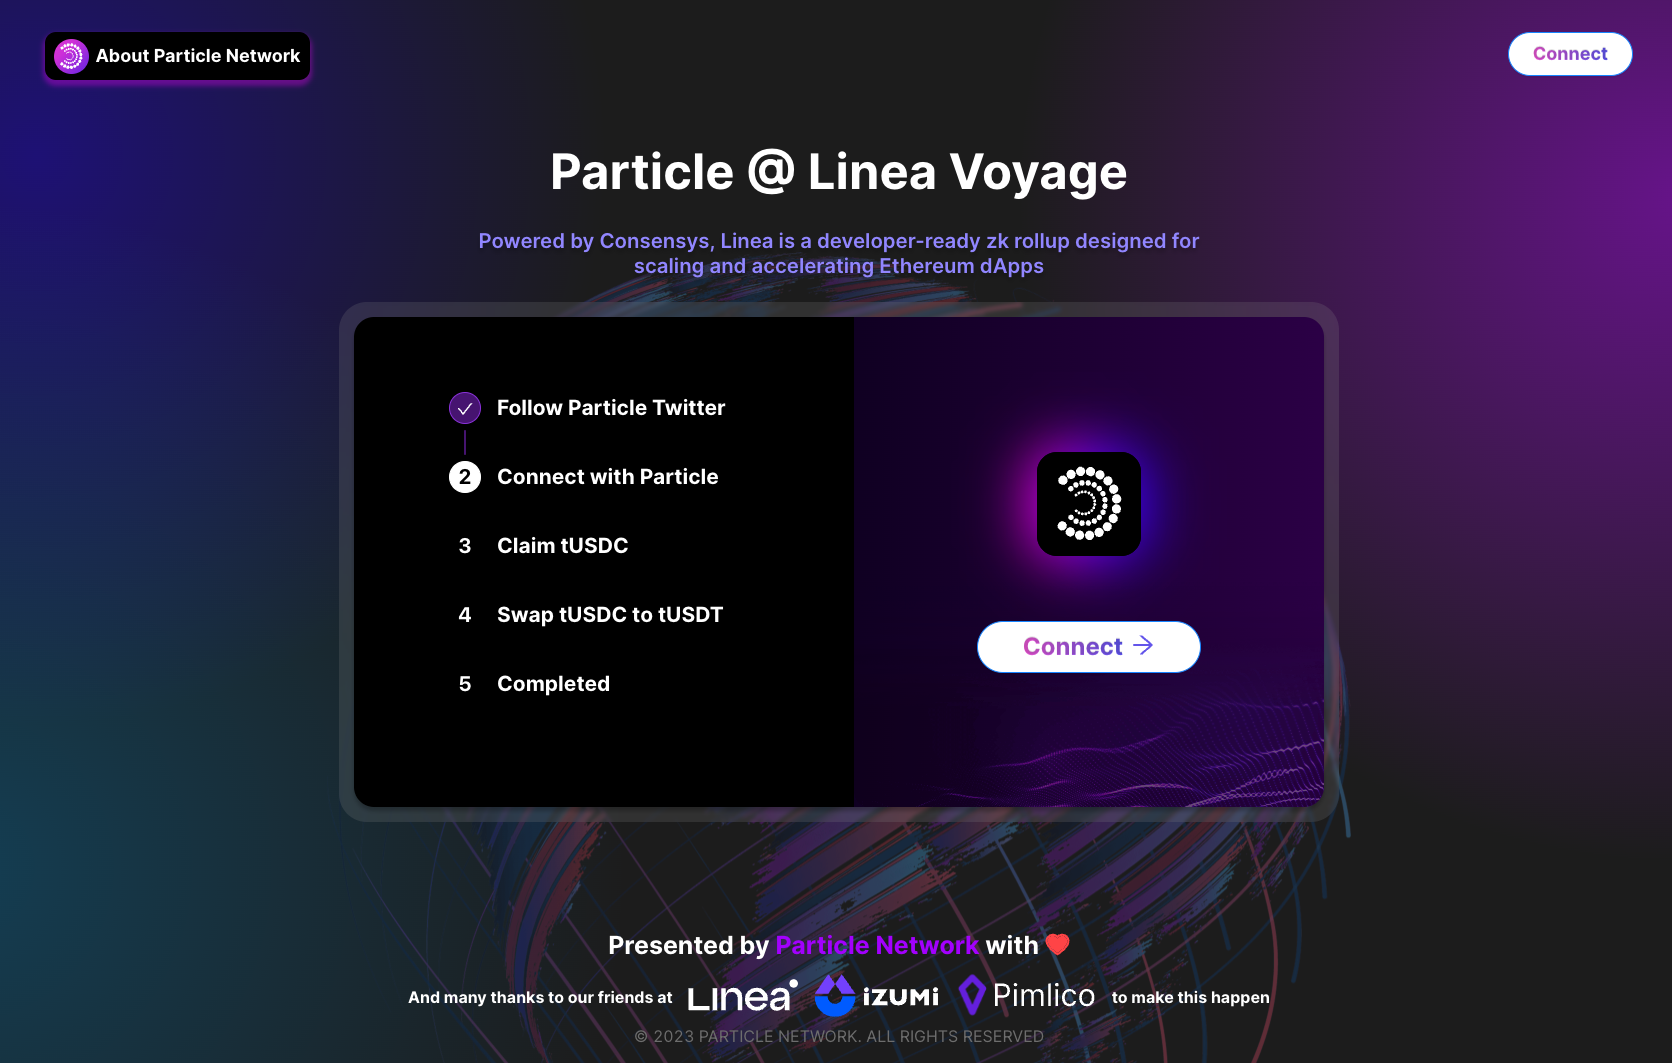 About Particle Network
Connect
Particle @ Linea Voyage
Powered by Consensys, Linea is a developer-ready zk rollup designed for
scaling and accelerating Ethereum dApps
Follow Particle Twitter
2 Connect with Particle
3 Claim tUSDC
4 Swap tUSDC to tUSDT
5 Completed
Connect →
Presented by Particle Network with ❤
And many thanks to our friends at Linea iZUMi Pimlico to make this happen
© 2023 PARTICLE NETWORK. ALL RIGHTS RESERVED